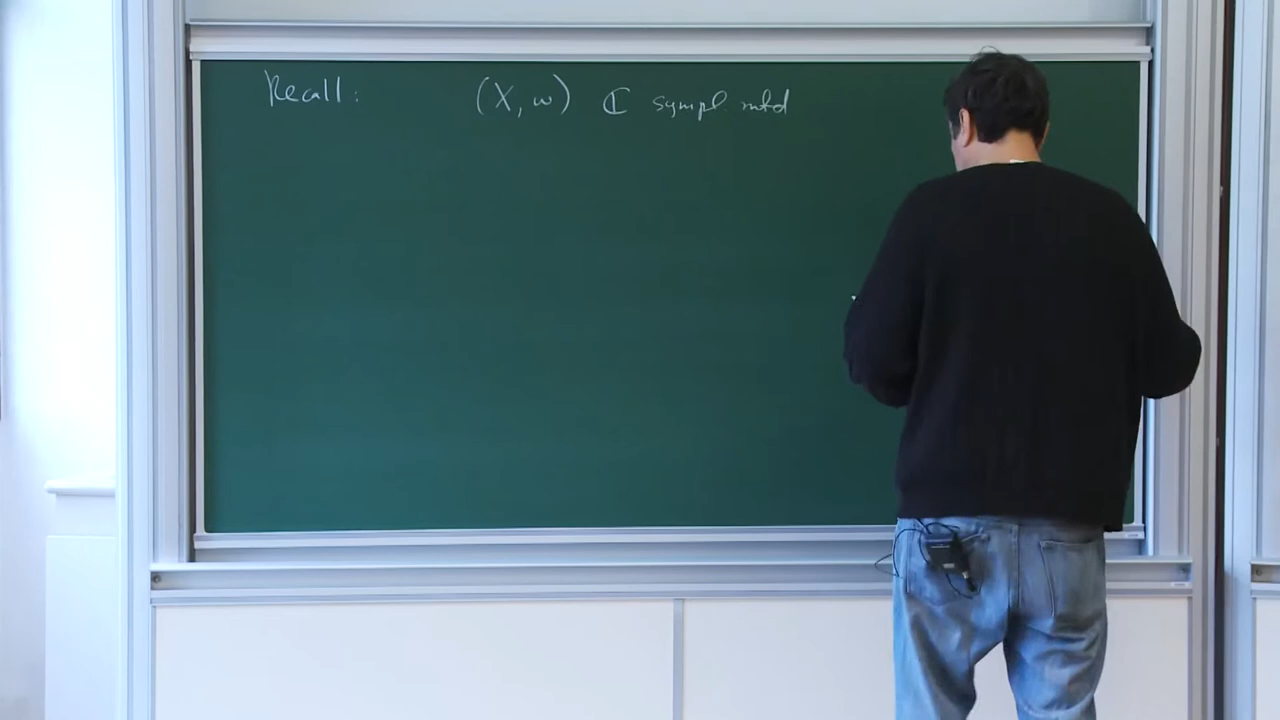 Recall: (X, ω) ℂ sympl mfd